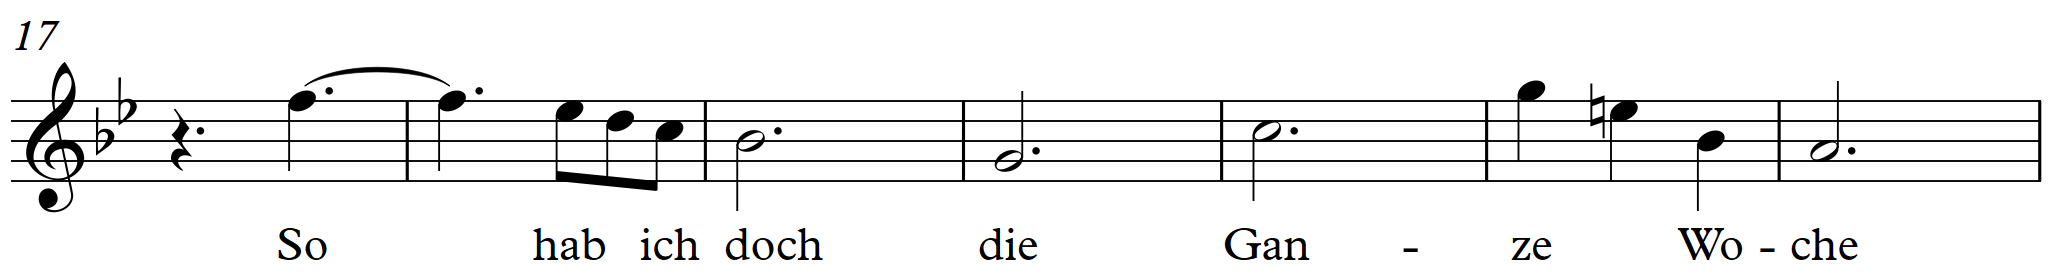 17
So hab ich doch die Gan - ze Wo - che